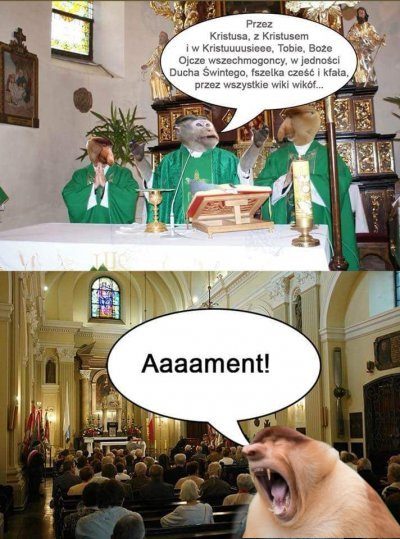 Przez
Kristusa, z Kristusem
i w Kristuuuusieee, Tobie, Boże
Ojcze wszechmogoncy, w jedności
Ducha Świntego, fszelka cześć i kfała,
przez wszystkie wiki wikóf...
Aaaament!